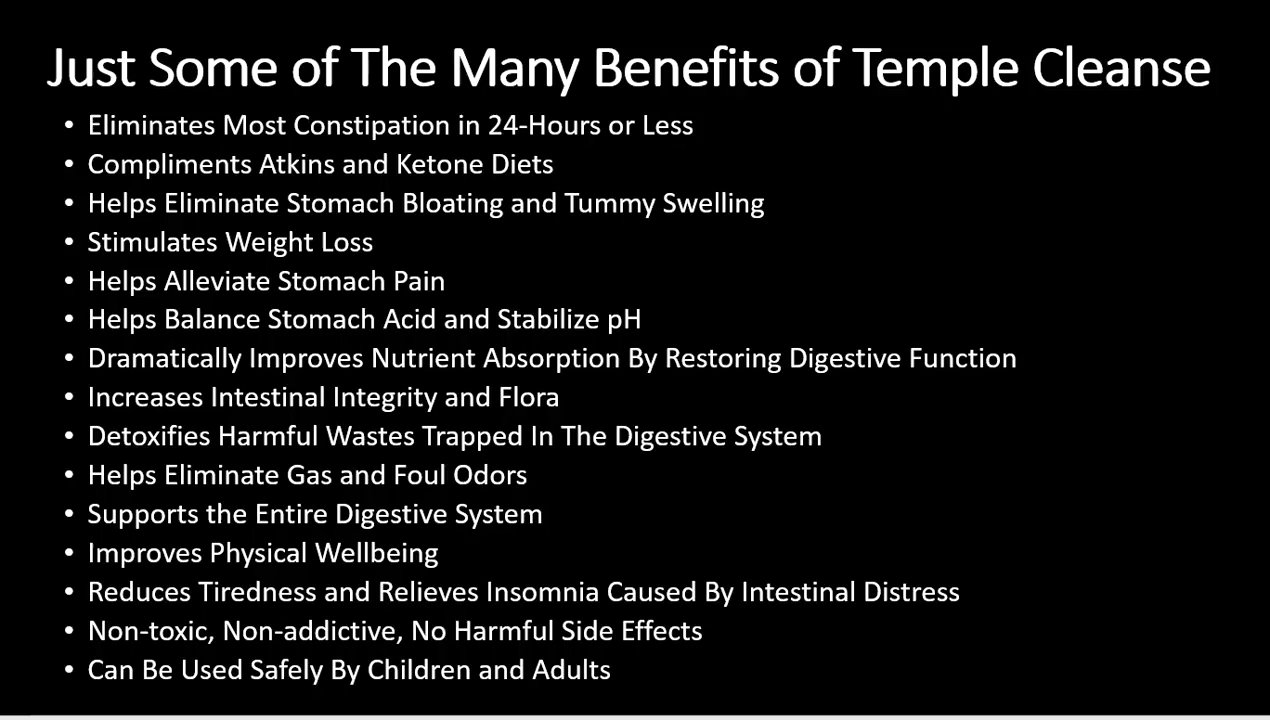 Just Some of The Many Benefits of Temple Cleanse
• Eliminates Most Constipation in 24-Hours or Less
• Compliments Atkins and Ketone Diets
• Helps Eliminate Stomach Bloating and Tummy Swelling
• Stimulates Weight Loss
• Helps Alleviate Stomach Pain
• Helps Balance Stomach Acid and Stabilize pH
• Dramatically Improves Nutrient Absorption By Restoring Digestive Function
• Increases Intestinal Integrity and Flora
• Detoxifies Harmful Wastes Trapped In The Digestive System
• Helps Eliminate Gas and Foul Odors
• Supports the Entire Digestive System
• Improves Physical Wellbeing
• Reduces Tiredness and Relieves Insomnia Caused By Intestinal Distress
• Non-toxic, Non-addictive, No Harmful Side Effects
• Can Be Used Safely By Children and Adults